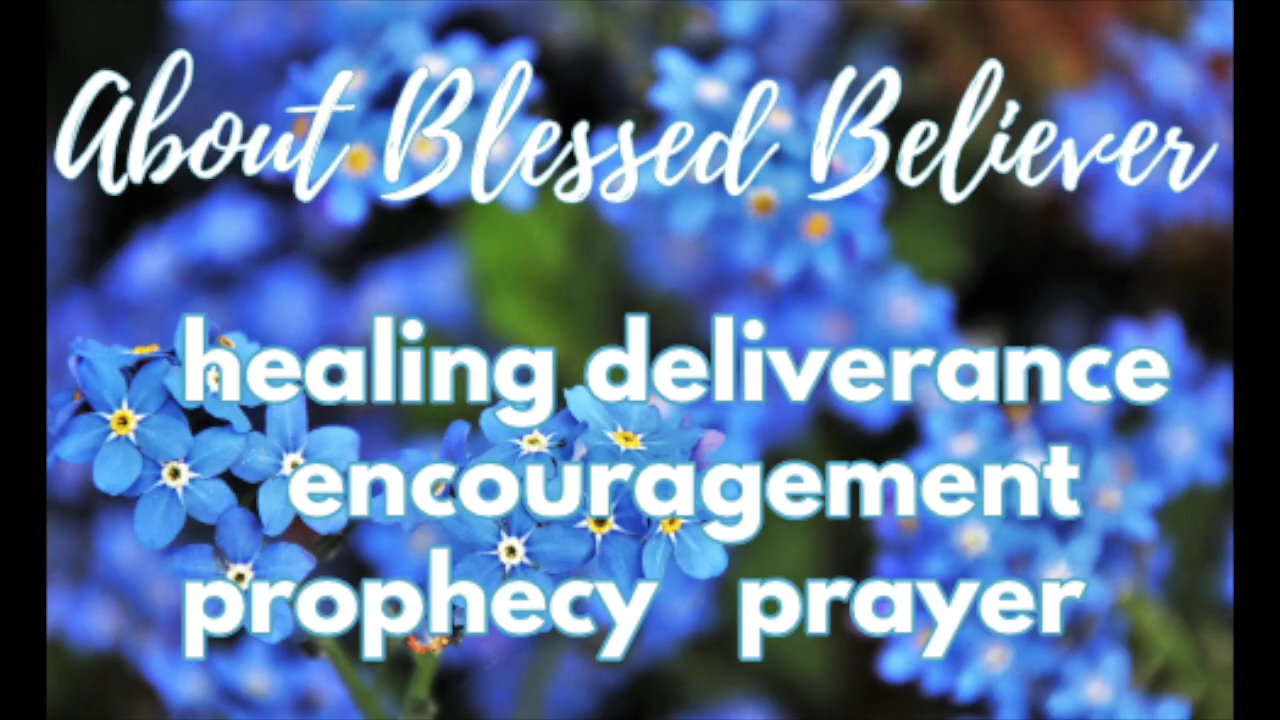 About Blessed Believer
healing deliverance
encouragement
prophecy prayer